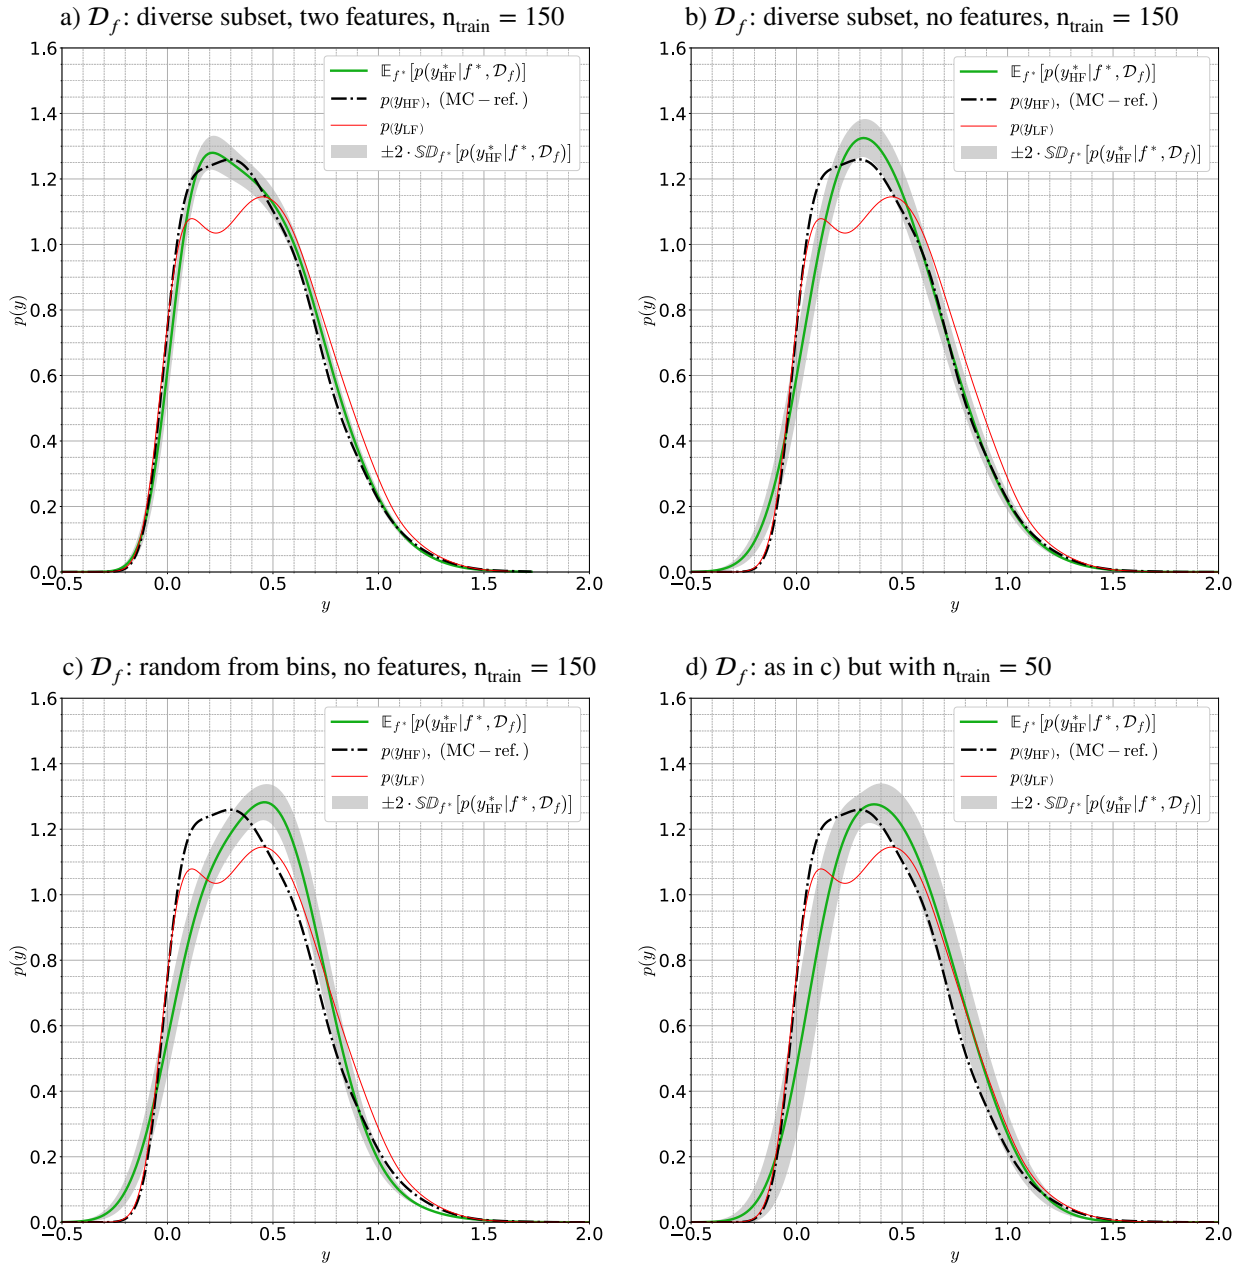 a) 𝒟_f: diverse subset, two features, n_train = 150
1.6
1.4
1.2
1.0
0.8
0.6
0.4
0.2
0.0
p(y)
𝔼_{f*}[p(y*_HF|f*, 𝒟_f)]
p(y_HF), (MC − ref.)
p(y_LF)
±2 · 𝕊𝔻_{f*}[p(y*_HF|f*, 𝒟_f)]
−0.5 0.0 0.5 1.0 1.5 2.0
y
b) 𝒟_f: diverse subset, no features, n_train = 150
1.6
1.4
1.2
1.0
0.8
0.6
0.4
0.2
0.0
p(y)
𝔼_{f*}[p(y*_HF|f*, 𝒟_f)]
p(y_HF), (MC − ref.)
p(y_LF)
±2 · 𝕊𝔻_{f*}[p(y*_HF|f*, 𝒟_f)]
−0.5 0.0 0.5 1.0 1.5 2.0
y
c) 𝒟_f: random from bins, no features, n_train = 150
1.6
1.4
1.2
1.0
0.8
0.6
0.4
0.2
0.0
p(y)
𝔼_{f*}[p(y*_HF|f*, 𝒟_f)]
p(y_HF), (MC − ref.)
p(y_LF)
±2 · 𝕊𝔻_{f*}[p(y*_HF|f*, 𝒟_f)]
−0.5 0.0 0.5 1.0 1.5 2.0
y
d) 𝒟_f: as in c) but with n_train = 50
1.6
1.4
1.2
1.0
0.8
0.6
0.4
0.2
0.0
p(y)
𝔼_{f*}[p(y*_HF|f*, 𝒟_f)]
p(y_HF), (MC − ref.)
p(y_LF)
±2 · 𝕊𝔻_{f*}[p(y*_HF|f*, 𝒟_f)]
−0.5 0.0 0.5 1.0 1.5 2.0
y